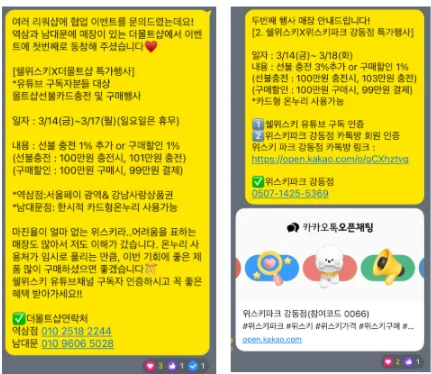 여러 리쿼샵에 협업 이벤트를 문의드렸는데요!
역삼과 남대문에 매장이 있는 더몰트샵에서 이벤
트에 첫번째로 동참해 주셨습니다❤️
[쉘위스키X더몰트샵 특가행사]
*유튜브 구독자분들 대상
몰트샵선불카드충전 및 구매행사
일자 : 3/14(금)~3/17(월)(일요일은 휴무)
내용 : 선불 충전 1% 추가 or 구매할인 1%
(선불충전 : 100만원 충전시, 101만원 충전)
(구매할인 : 100만원 구매시, 99만원 결제)
*역삼점:서울페이 광역& 강남사랑상품권
*남대문점: 한시적 카드형온누리 사용가능
마진율이 얼마 없는 위스키라..어려움을 표하는
매장도 많아서 저도 이해가 갔습니다. 온누리 사
용처가 임시로 풀리는 만큼, 이번 기회에 좋은 제
품 많이 구매하셨으면 좋겠습니다
쉘위스키 유튜브채널 구독자 인증하시고 꼭 좋은
혜택 받아가세요!!
✅더몰트샵연락처
역삼점 010 2518 2244
남대문 010 9606 5028
3 1 1
두번째 행사 매장 안내드립니다!
[2. 쉘위스키X위스키파크 강동점 특가행사]
일자 : 3/14(금)~ 3/18(화)
내용 : 선불 충전 3%추가 or 구매할인 1%
(선불충전 : 100만원 충전시, 103만원 충전)
(구매할인 : 100만원 구매시, 99만원 결제)
*카드형 온누리 사용가능
1️⃣쉘위스키 유튜브 구독 인증
2️⃣위스키파크 강동점 카톡방 회원 인증
위스키 파크 강동점 카톡방 링크 :
https://open.kakao.com/o/gCXhztvg
✅위스키파크 강동점
0507-1425-5369
카카오톡오픈채팅
위스키파크 강동점(참여코드 0066)
#위스키파크 #위스키 #위스키가격 #위스키구매 #...
open.kakao.com
2 1